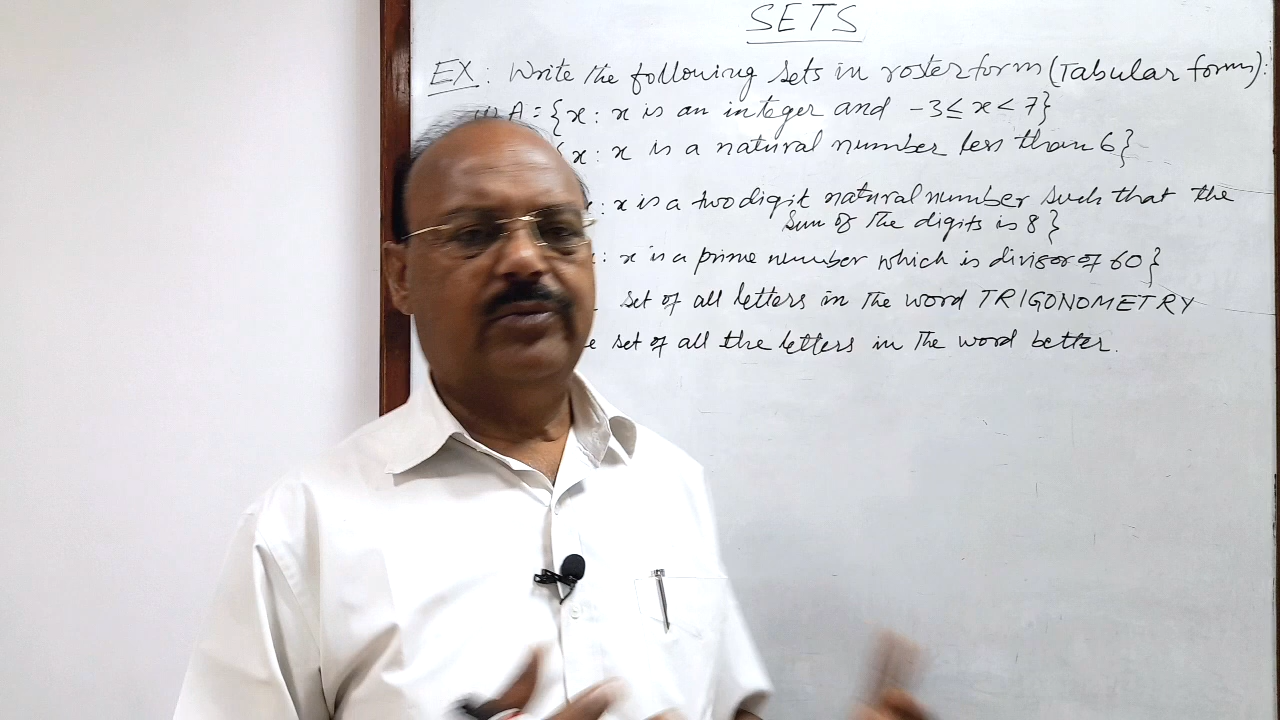 SETS
EX: Write the following sets in roster form (Tabular form):
A = {x : x is an integer and -3 ≤ x < 7}
x : x is a natural number less than 6}
: x is a two digit natural number such that the
Sum of the digits is 8}
: x is a prime number which is divisor of 60}
set of all letters in the word TRIGONOMETRY
set of all the letters in the word better.